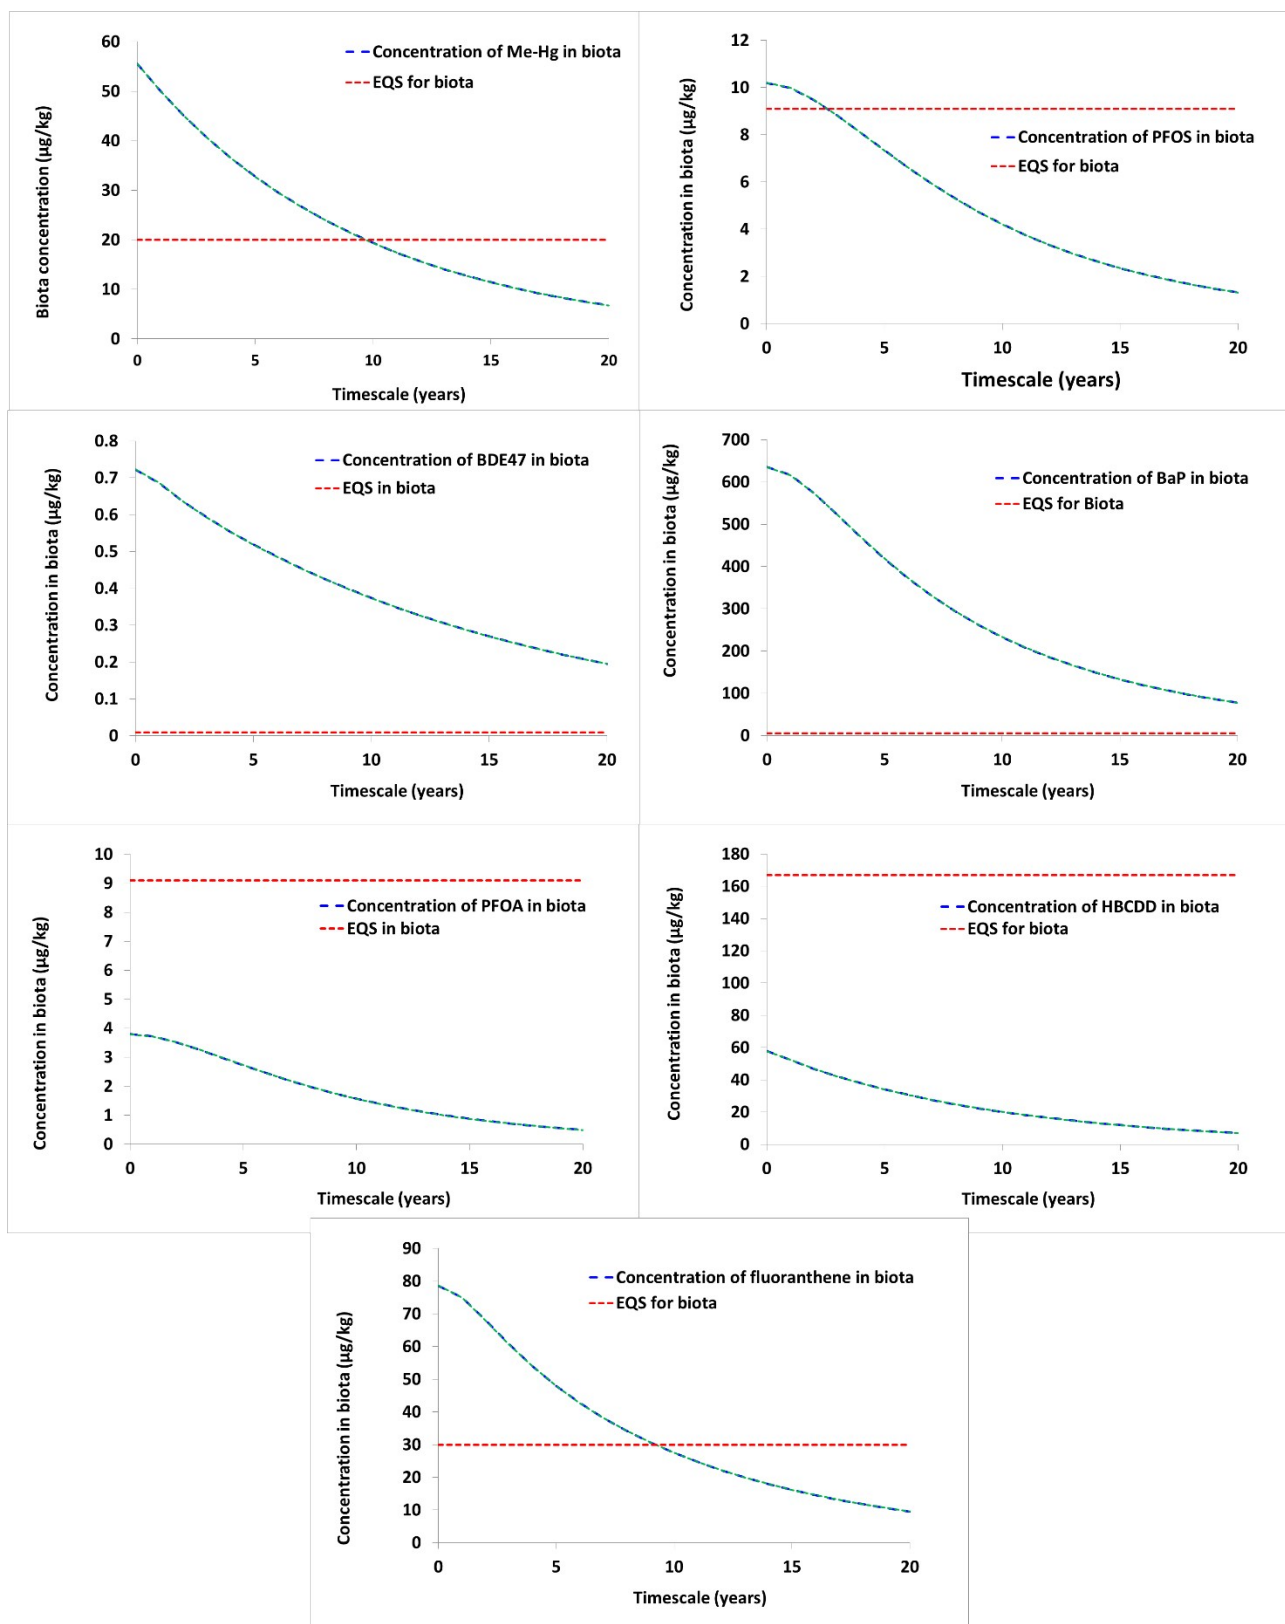 60
50
40
30
20
10
0
Biota concentration (µg/kg)
Concentration of Me-Hg in biota
EQS for biota
0 5 10 15 20
Timescale (years)
12
10
8
6
4
2
0
Concentration in biota (µg/kg)
Concentration of PFOS in biota
EQS for biota
0 5 10 15 20
Timescale (years)
0.8
0.7
0.6
0.5
0.4
0.3
0.2
0.1
0
Concentration in biota (µg/kg)
Concentration of BDE47 in biota
EQS in biota
0 5 10 15 20
Timescale (years)
700
600
500
400
300
200
100
0
Concentration in biota (µg/kg)
Concentration of BaP in biota
EQS for Biota
0 5 10 15 20
Timescale (years)
10
9
8
7
6
5
4
3
2
1
0
Concentration in biota (µg/kg)
Concentration of PFOA in biota
EQS in biota
0 5 10 15 20
Timescale (years)
180
160
140
120
100
80
60
40
20
0
Concentration in biota (µg/kg)
Concentration of HBCDD in biota
EQS for biota
0 5 10 15 20
Timescale (years)
90
80
70
60
50
40
30
20
10
0
Concentration in biota (µg/kg)
Concentration of fluoranthene in biota
EQS for biota
0 5 10 15 20
Timescale (years)